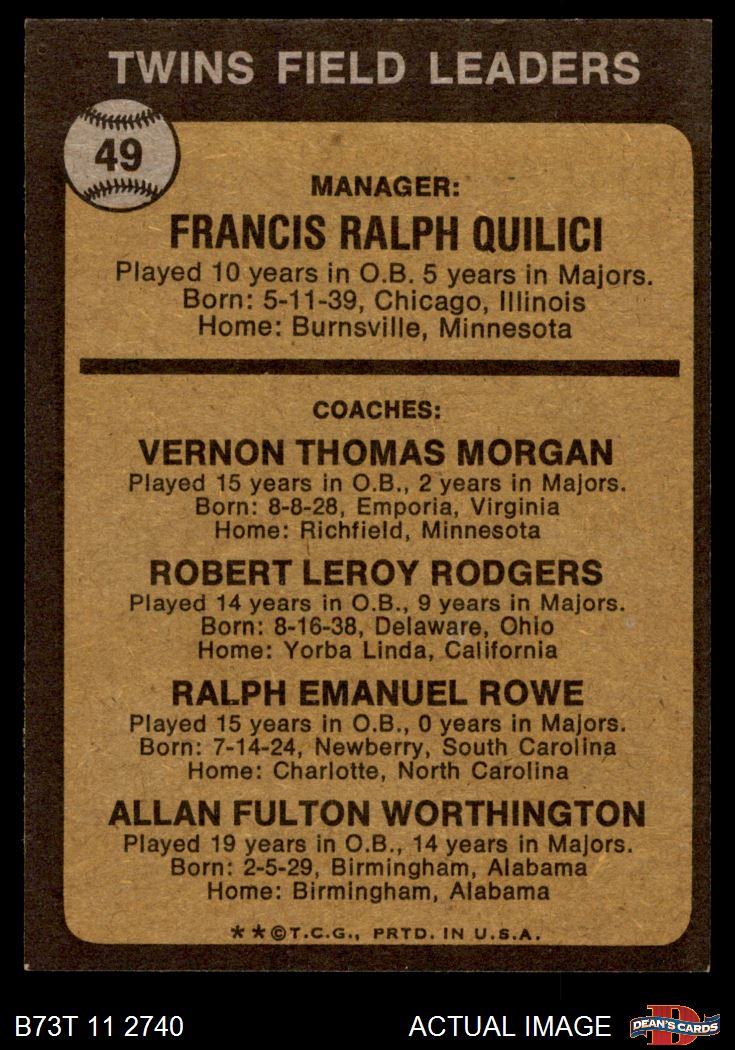 TWINS FIELD LEADERS
49
MANAGER:
FRANCIS RALPH QUILICI
Played 10 years in O.B. 5 years in Majors.
Born: 5-11-39, Chicago, Illinois
Home: Burnsville, Minnesota
COACHES:
VERNON THOMAS MORGAN
Played 15 years in O.B., 2 years in Majors.
Born: 8-8-28, Emporia, Virginia
Home: Richfield, Minnesota
ROBERT LEROY RODGERS
Played 14 years in O.B., 9 years in Majors.
Born: 8-16-38, Delaware, Ohio
Home: Yorba Linda, California
RALPH EMANUEL ROWE
Played 15 years in O.B., 0 years in Majors.
Born: 7-14-24, Newberry, South Carolina
Home: Charlotte, North Carolina
ALLAN FULTON WORTHINGTON
Played 19 years in O.B., 14 years in Majors.
Born: 2-5-29, Birmingham, Alabama
Home: Birmingham, Alabama
★★©T.C.G., PRTD. IN U.S.A.
B73T 11 2740
ACTUAL IMAGE
D
DEAN'S CARDS